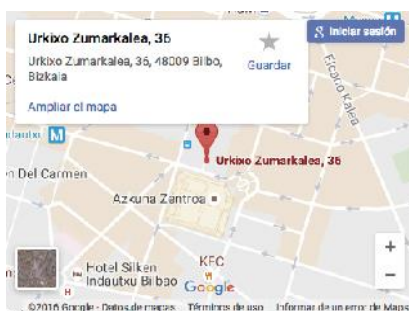 Urkixo Zumarkalea, 36
Urkixo Zumarkalea, 36, 48009 Bilbo,
Bizkaia
Guardar
Ampliar el mapa
Iniciar sesión
Elcano Kalea
M
Urkixo Zumarkalea, 36
Del Carmen
Azkuna Zentroa
Hotel Silken
Indautxu Bilbao
H
KFC
Google
+
−
©2016 Google - Datos de mapas
Términos de uso
Informar de un error de Maps